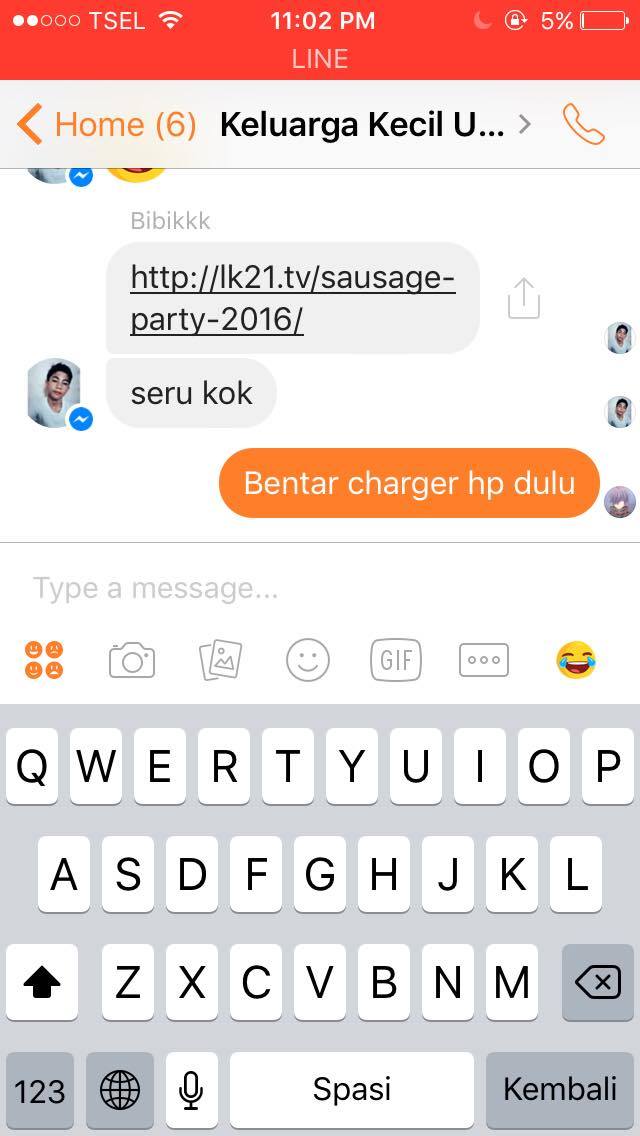 TSEL 11:02 PM 5%
LINE
Home (6) Keluarga Kecil U...
Bibikkk
http://lk21.tv/sausage-
party-2016/
seru kok
Bentar charger hp dulu
Type a message...
GIF
Q W E R T Y U I O P
A S D F G H J K L
Z X C V B N M
123 Spasi Kembali